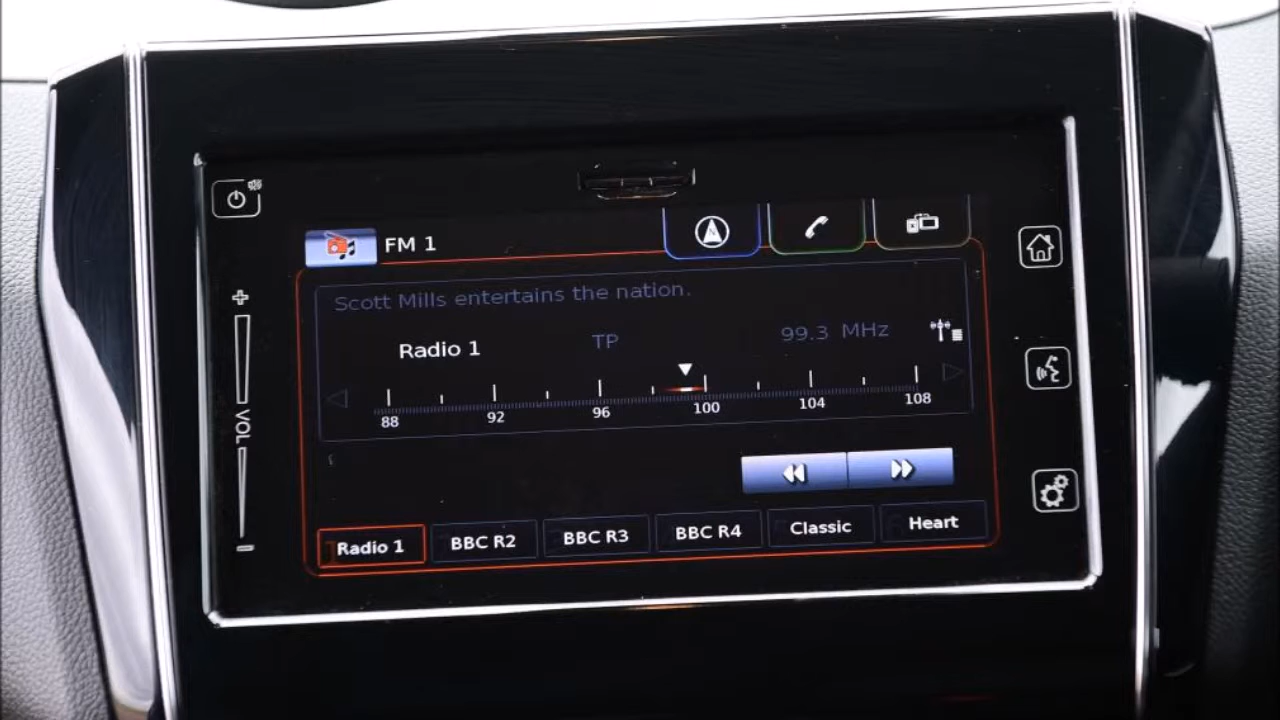 FM 1
Scott Mills entertains the nation.
Radio 1 TP 99.3 MHz
88 92 96 100 104 108
VOL
Radio 1 BBC R2 BBC R3 BBC R4 Classic Heart